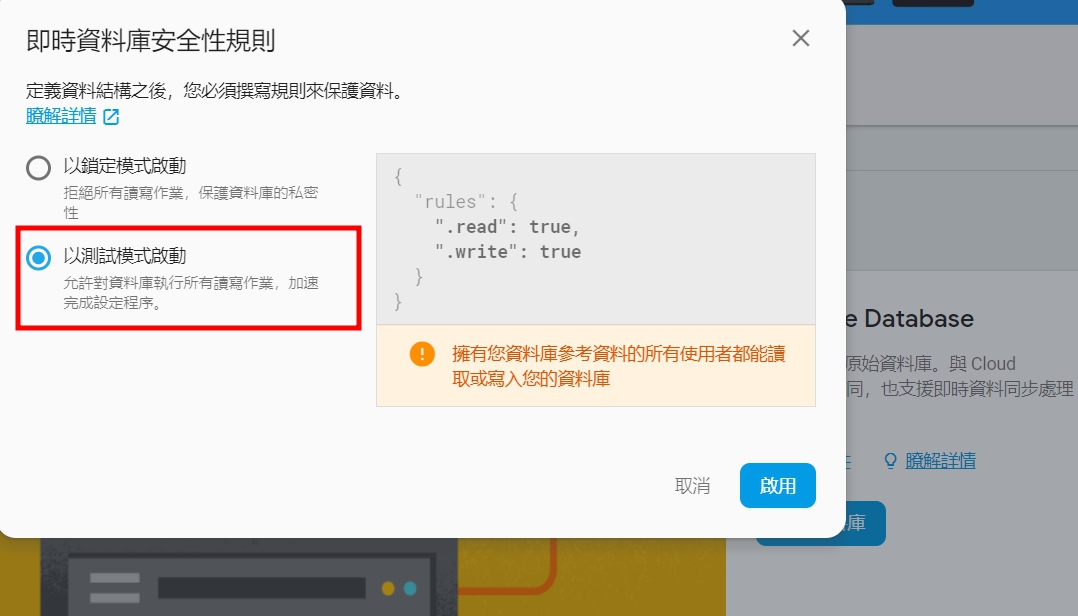 即時資料庫安全性規則
定義資料結構之後，您必須撰寫規則來保護資料。
瞭解詳情
以鎖定模式啟動
拒絕所有讀寫作業，保護資料庫的私密
性
以測試模式啟動
允許對資料庫執行所有讀寫作業，加速
完成設定程序。
{
"rules": {
".read": true,
".write": true
}
}
擁有您資料庫參考資料的所有使用者都能讀
取或寫入您的資料庫
取消
啟用
e Database
原始資料庫。與 Cloud
同，也支援即時資料同步處理
瞭解詳情
庫